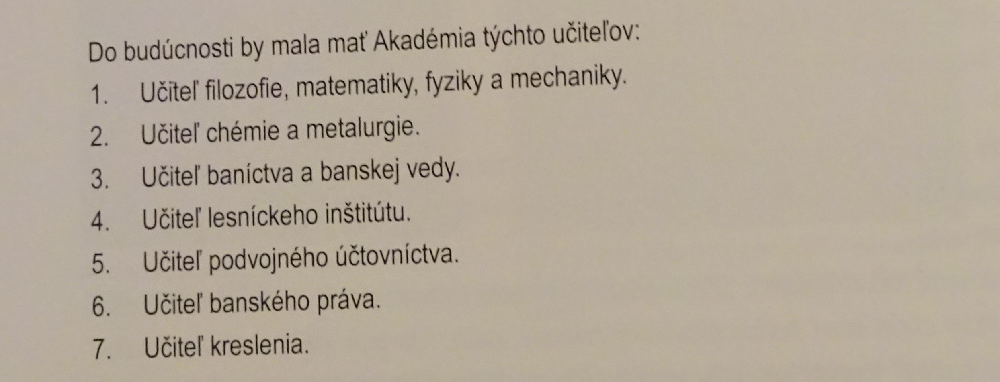 Do budúcnosti by mala mať Akadémia týchto učiteľov:
1. Učiteľ filozofie, matematiky, fyziky a mechaniky.
2. Učiteľ chémie a metalurgie.
3. Učiteľ baníctva a banskej vedy.
4. Učiteľ lesníckeho inštitútu.
5. Učiteľ podvojného účtovníctva.
6. Učiteľ banského práva.
7. Učiteľ kreslenia.